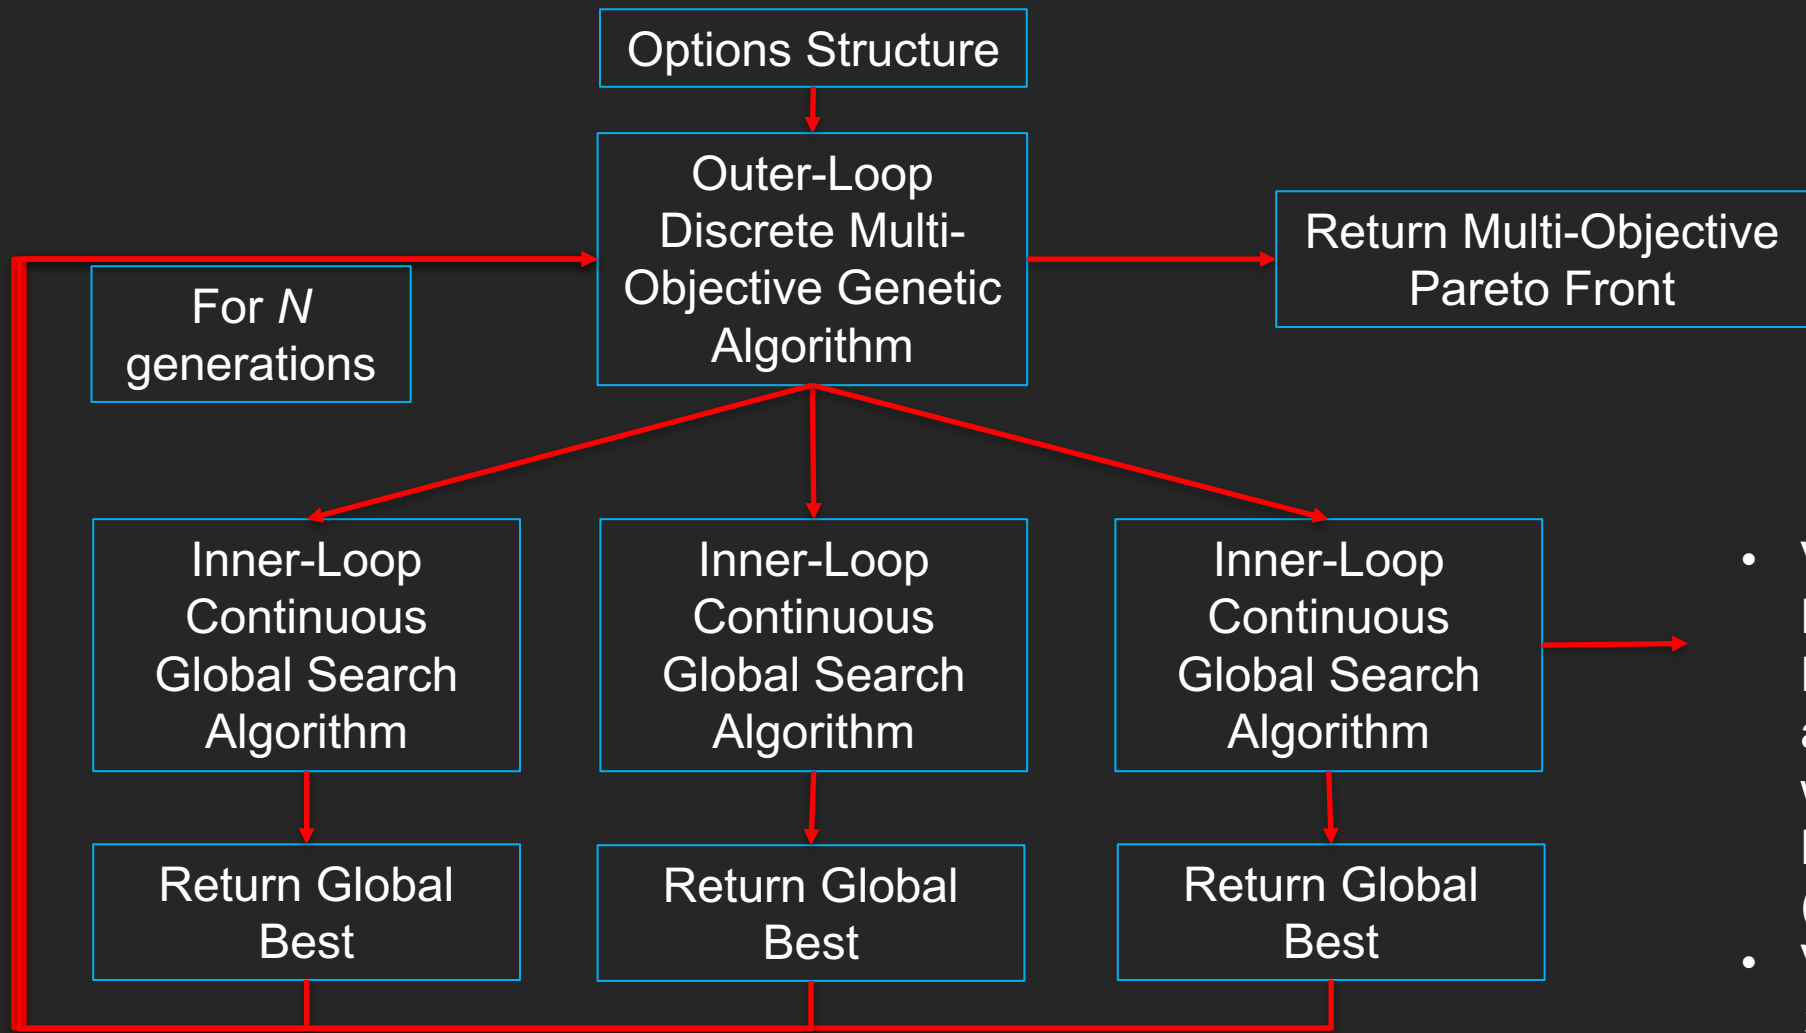 Options Structure
Outer-Loop
Discrete Multi-
Objective Genetic
Algorithm
Return Multi-Objective
Pareto Front
For N
generations
Inner-Loop
Continuous
Global Search
Algorithm
Inner-Loop
Continuous
Global Search
Algorithm
Inner-Loop
Continuous
Global Search
Algorithm
Return Global
Best
Return Global
Best
Return Global
Best